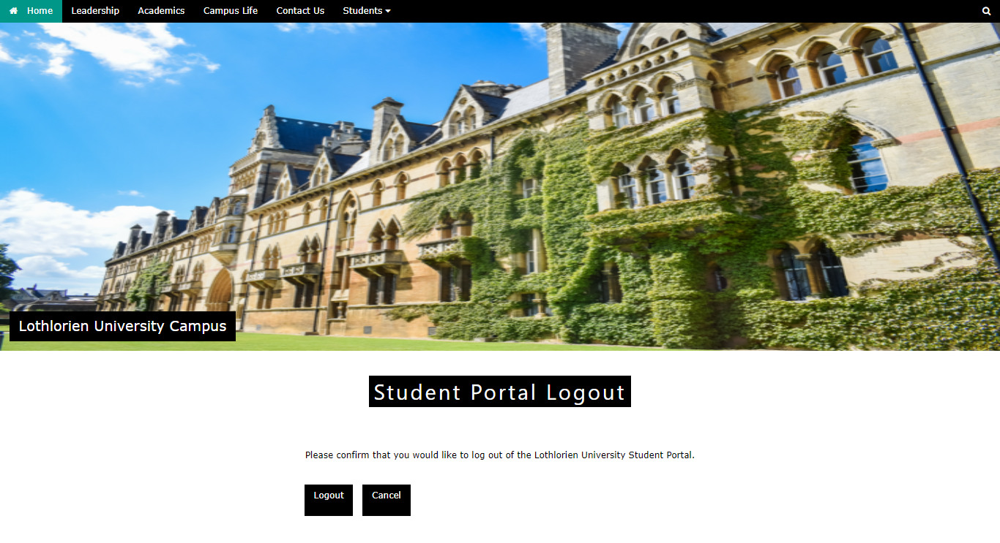 Home Leadership Academics Campus Life Contact Us Students
Lothlorien University Campus
Student Portal Logout
Please confirm that you would like to log out of the Lothlorien University Student Portal.
Logout Cancel